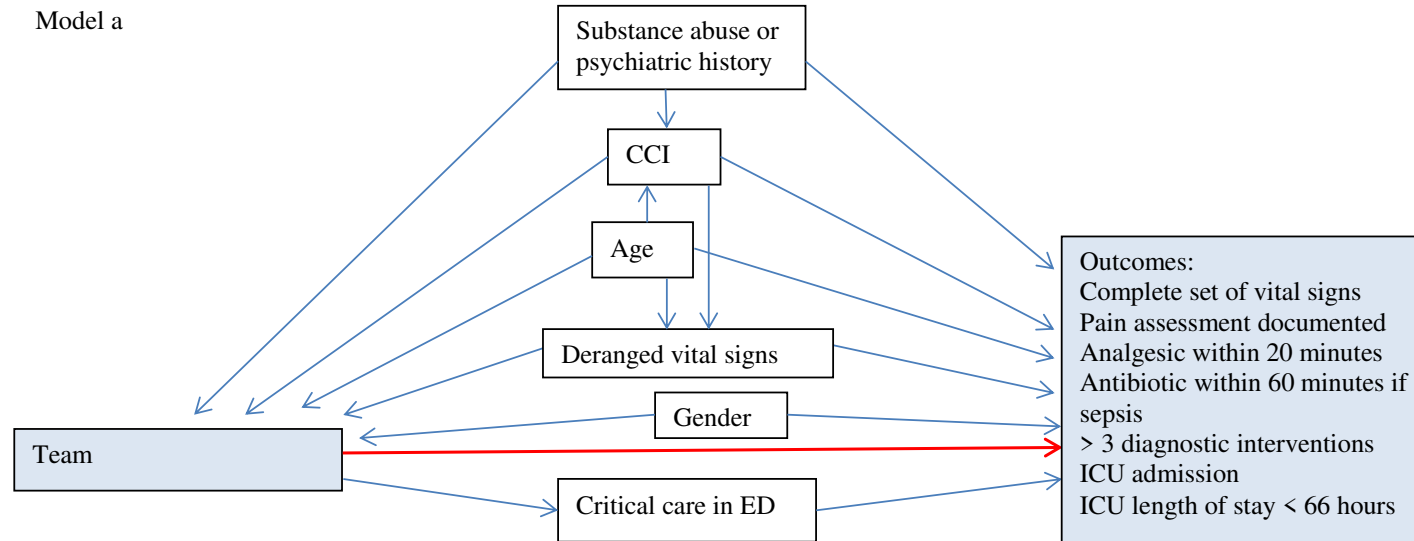 Model a
Substance abuse or
psychiatric history
CCI
Age
Deranged vital signs
Gender
Team
Critical care in ED
Outcomes:
Complete set of vital signs
Pain assessment documented
Analgesic within 20 minutes
Antibiotic within 60 minutes if
sepsis
> 3 diagnostic interventions
ICU admission
ICU length of stay < 66 hours